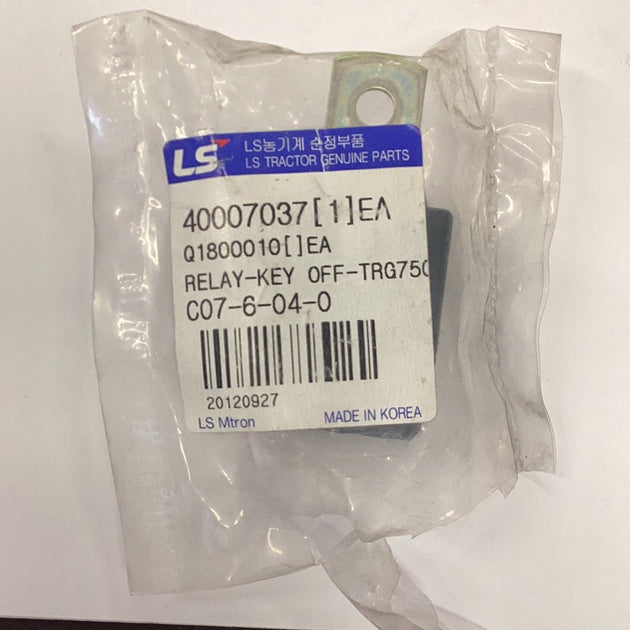 LS
LS농기계 순정부품
LS TRACTOR GENUINE PARTS
40007037[1]EA
Q1800010[]EA
RELAY-KEY OFF-TRG750
C07-6-04-0
20120927
LS Mtron
MADE IN KOREA